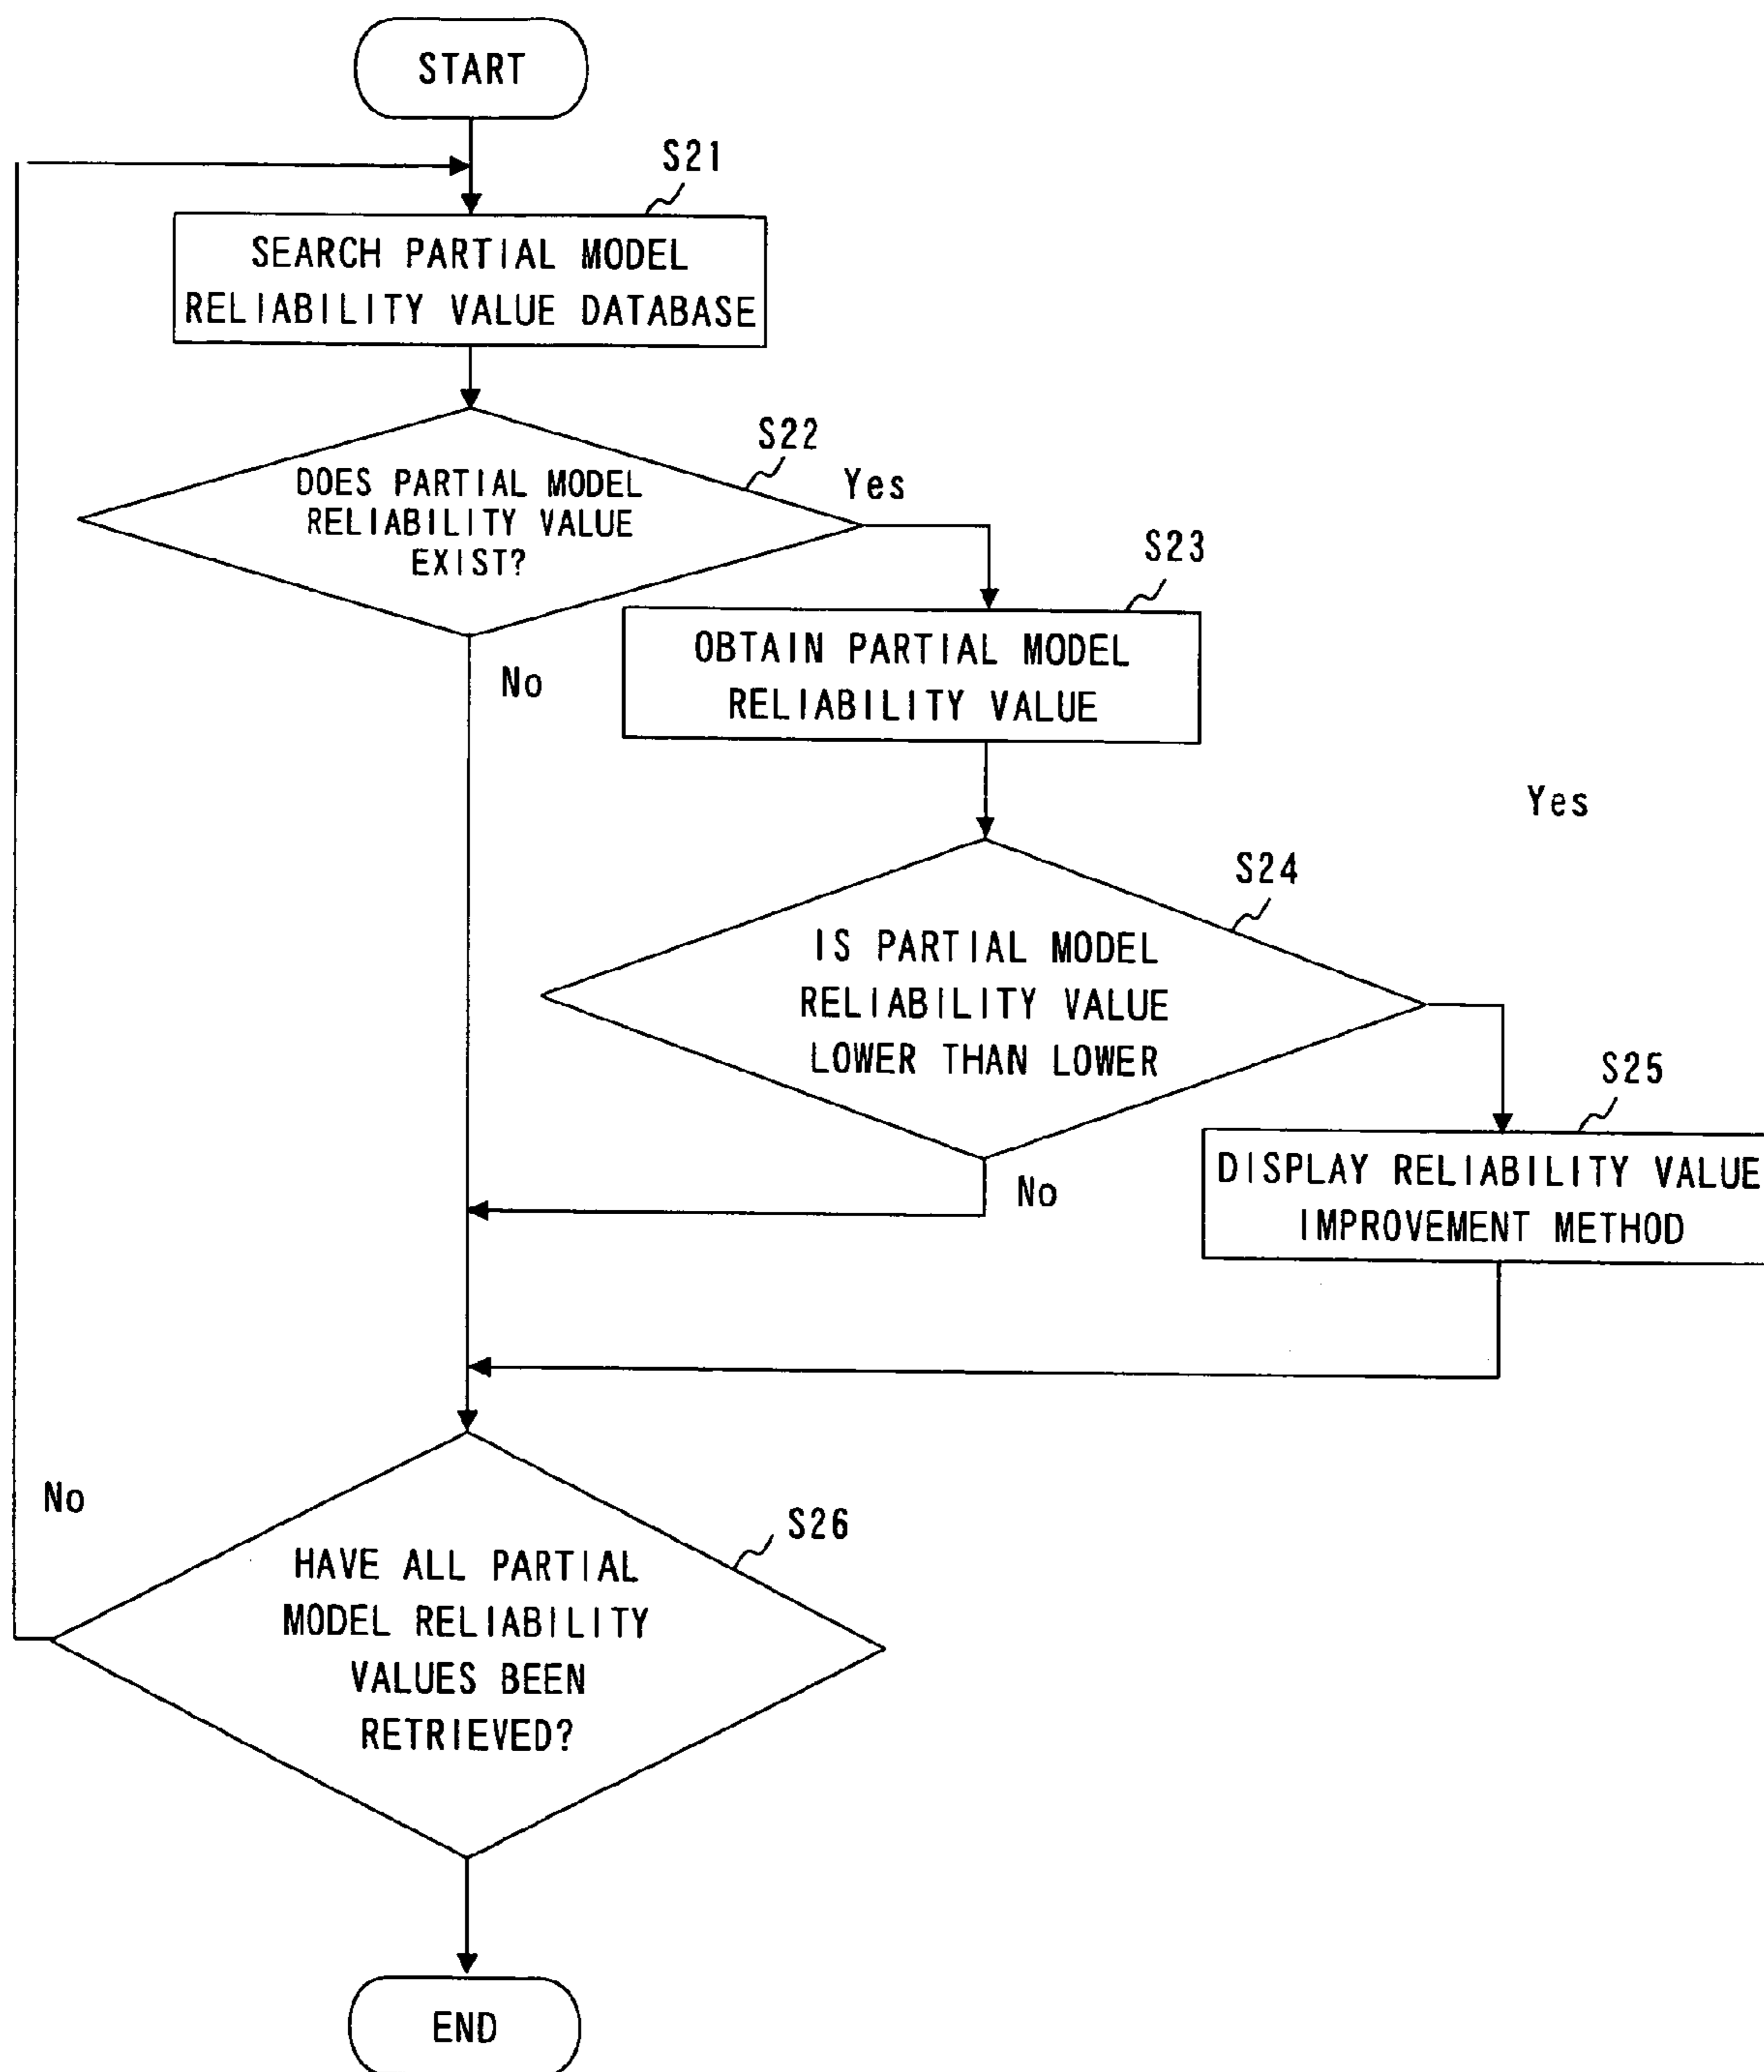 START
S21
SEARCH PARTIAL MODEL
RELIABILITY VALUE DATABASE
S22
DOES PARTIAL MODEL
RELIABILITY VALUE
EXIST?
Yes
No
S23
OBTAIN PARTIAL MODEL
RELIABILITY VALUE
Yes
S24
IS PARTIAL MODEL
RELIABILITY VALUE
LOWER THAN LOWER
No
S25
DISPLAY RELIABILITY VALUE
IMPROVEMENT METHOD
No
S26
HAVE ALL PARTIAL
MODEL RELIABILITY
VALUES BEEN
RETRIEVED?
END